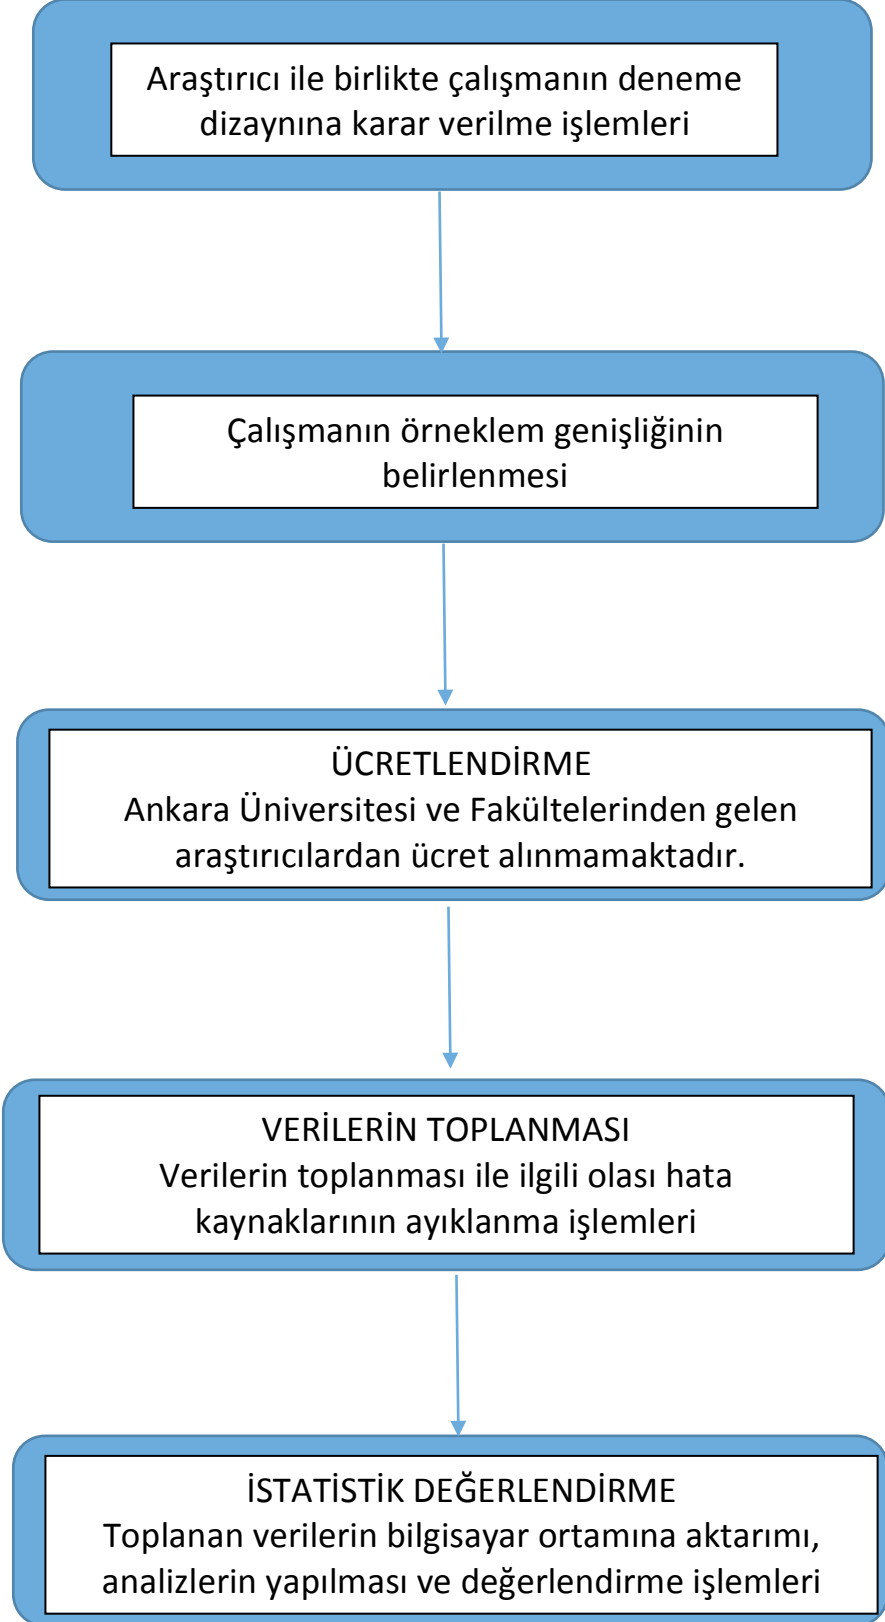 Araştırıcı ile birlikte çalışmanın deneme
dizaynına karar verilme işlemleri
Çalışmanın örneklem genişliğinin
belirlenmesi
ÜCRETLENDİRME
Ankara Üniversitesi ve Fakültelerinden gelen
araştırıcılardan ücret alınmamaktadır.
VERİLERİN TOPLANMASI
Verilerin toplanması ile ilgili olası hata
kaynaklarının ayıklanma işlemleri
İSTATİSTİK DEĞERLENDİRME
Toplanan verilerin bilgisayar ortamına aktarımı,
analizlerin yapılması ve değerlendirme işlemleri